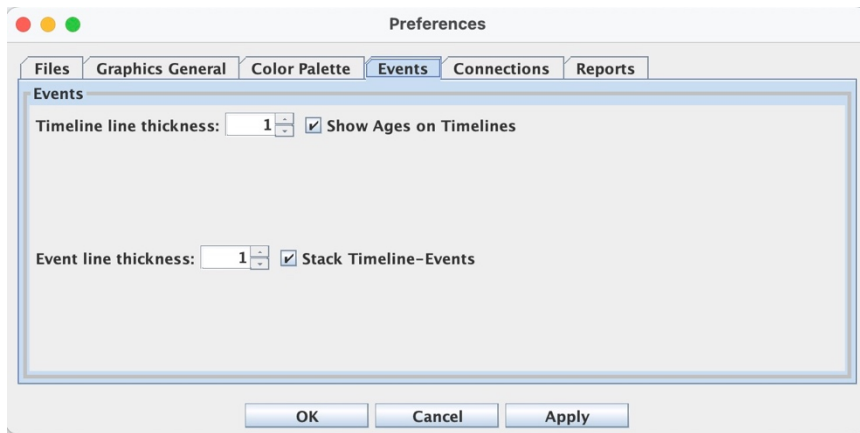 Preferences
Files Graphics General Color Palette Events Connections Reports
Events
Timeline line thickness: 1 Show Ages on Timelines
Event line thickness: 1 Stack Timeline-Events
OK Cancel Apply